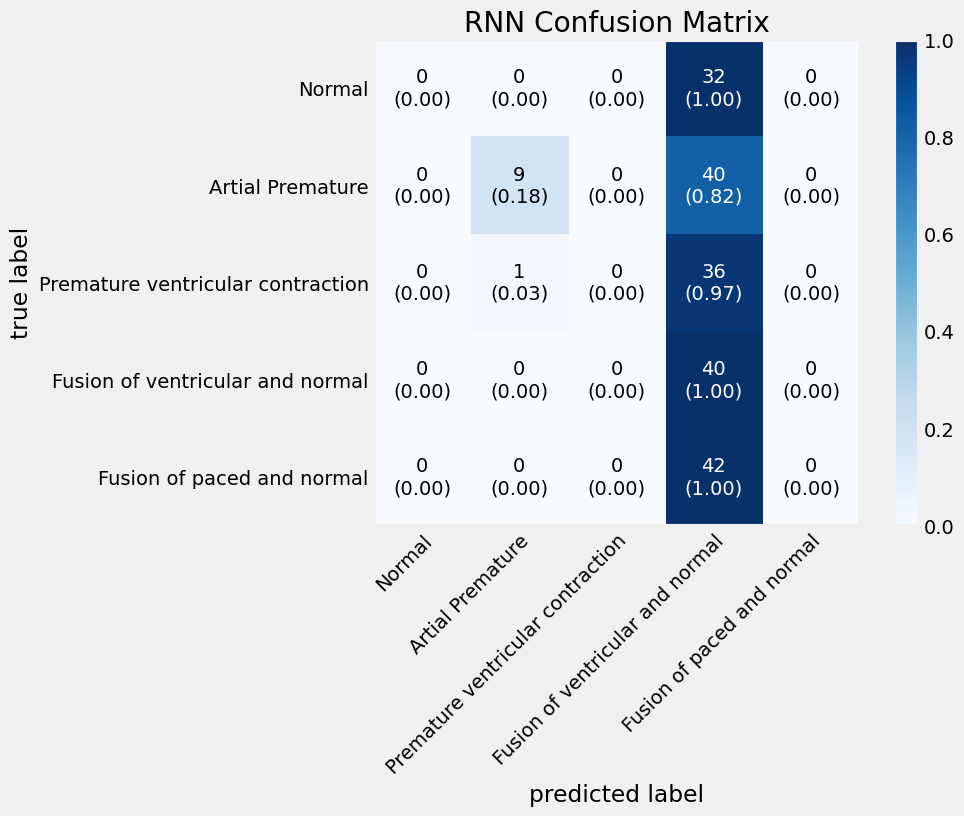 RNN Confusion Matrix
true label
Normal
0 0 0 32 0
(0.00) (0.00) (0.00) (1.00) (0.00)
Artial Premature
0 9 0 40 0
(0.00) (0.18) (0.00) (0.82) (0.00)
Premature ventricular contraction
0 1 0 36 0
(0.00) (0.03) (0.00) (0.97) (0.00)
Fusion of ventricular and normal
0 0 0 40 0
(0.00) (0.00) (0.00) (1.00) (0.00)
Fusion of paced and normal
0 0 0 42 0
(0.00) (0.00) (0.00) (1.00) (0.00)
Normal
Artial Premature
Premature ventricular contraction
Fusion of ventricular and normal
Fusion of paced and normal
predicted label
1.0
0.8
0.6
0.4
0.2
0.0